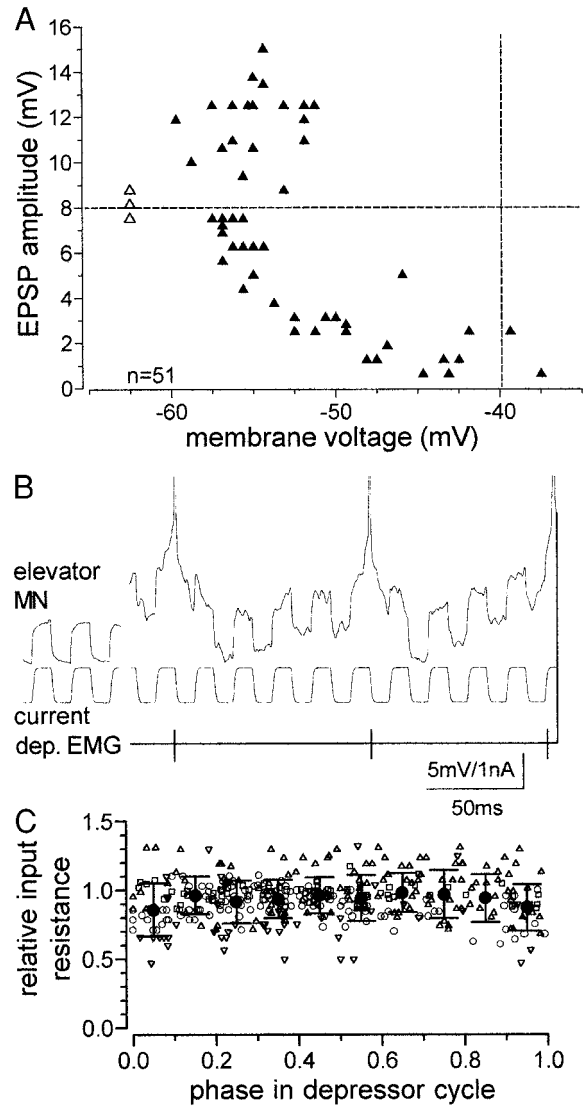 A
16
14
12
10
8
6
4
2
0
EPSP amplitude (mV)
n=51
-60
-50
-40
membrane voltage (mV)
B
elevator
MN
current
dep. EMG
5mV/1nA
50ms
C
1.5
1.0
0.5
0.0
relative input
resistance
0.0
0.2
0.4
0.6
0.8
1.0
phase in depressor cycle